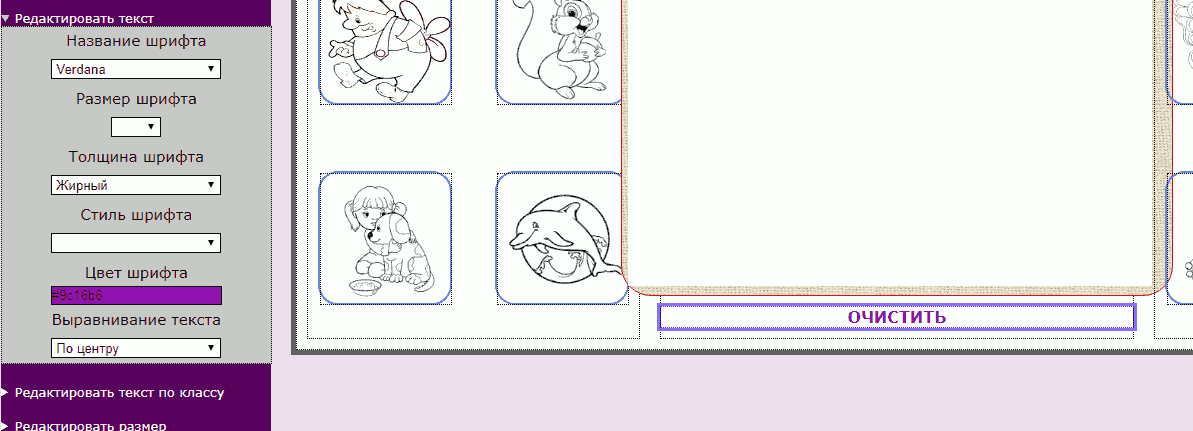 Редактировать текст
Название шрифта
Verdana
Размер шрифта
Толщина шрифта
Жирный
Стиль шрифта
Цвет шрифта
#9c16b6
Выравнивание текста
По центру
Редактировать текст по классу
Редактировать размер
ОЧИСТИТЬ